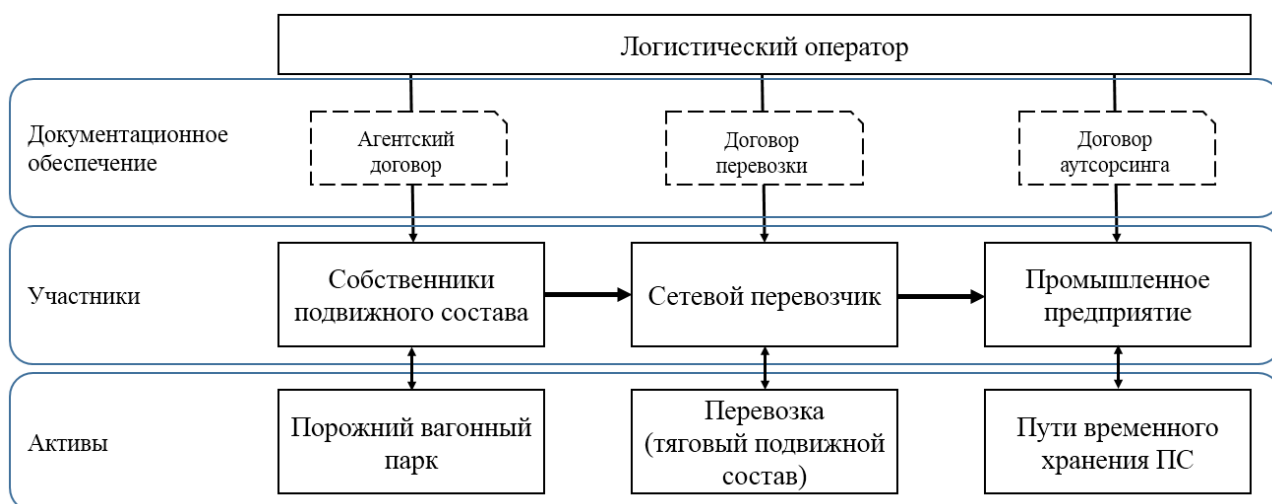 Логистический оператор
Документационное
обеспечение
Агентский
договор
Договор
перевозки
Договор
аутсорсинга
Участники
Собственники
подвижного состава
Сетевой перевозчик
Промышленное
предприятие
Активы
Порожний вагонный
парк
Перевозка
(тяговый подвижной
состав)
Пути временного
хранения ПС